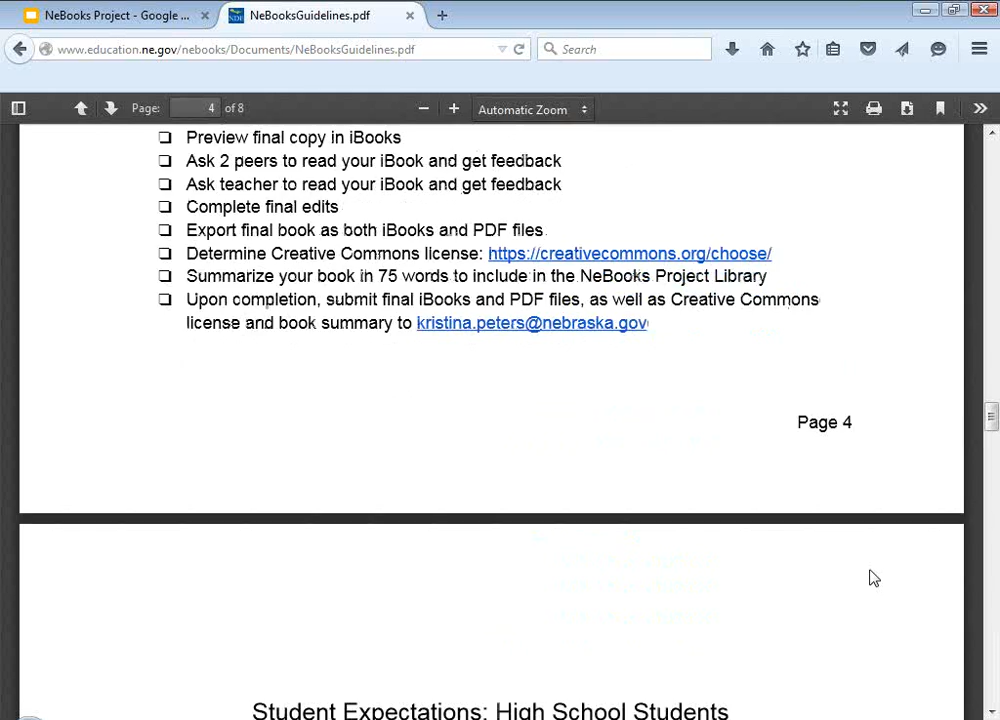 NeBooks Project - Google ...
NeBooksGuidelines.pdf
www.education.ne.gov/nebooks/Documents/NeBooksGuidelines.pdf
Search
Page: 4 of 8
Automatic Zoom
Preview final copy in iBooks
Ask 2 peers to read your iBook and get feedback
Ask teacher to read your iBook and get feedback
Complete final edits
Export final book as both iBooks and PDF files
Determine Creative Commons license: https://creativecommons.org/choose/
Summarize your book in 75 words to include in the NeBooks Project Library
Upon completion, submit final iBooks and PDF files, as well as Creative Commons
license and book summary to kristina.peters@nebraska.gov
Page 4
Student Expectations: High School Students